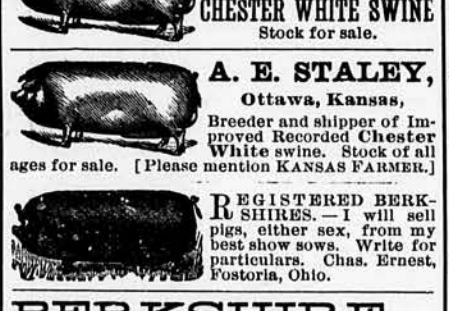 CHESTER WHITE SWINE
Stock for sale.
A. E. STALEY,
Ottawa, Kansas,
Breeder and shipper of Im-
proved Recorded Chester
White swine. Stock of all
ages for sale. [Please mention KANSAS FARMER.]
REGISTERED BERK-
SHIRES. — I will sell
pigs, either sex, from my
best show sows. Write for
particulars. Chas. Ernest,
Fostoria, Ohio.
BERKSHIRE